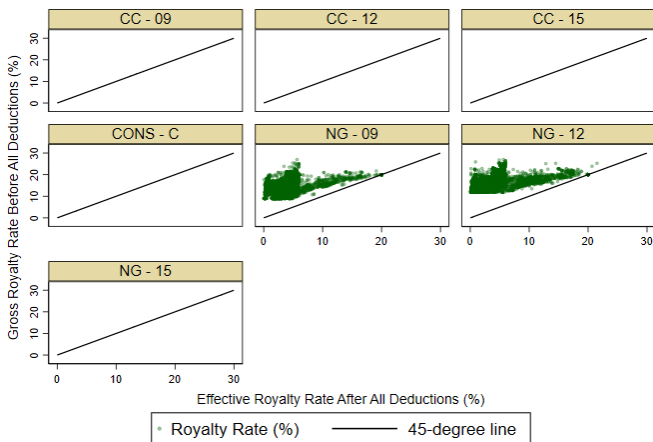 CC - 09
CC - 12
CC - 15
30
20
10
0
CONS - C
NG - 09
NG - 12
30
20
10
0
0
10
20
30
0
10
20
30
NG - 15
30
20
10
0
0
10
20
30
Gross Royalty Rate Before All Deductions (%)
Effective Royalty Rate After All Deductions (%)
Royalty Rate (%)
45-degree line